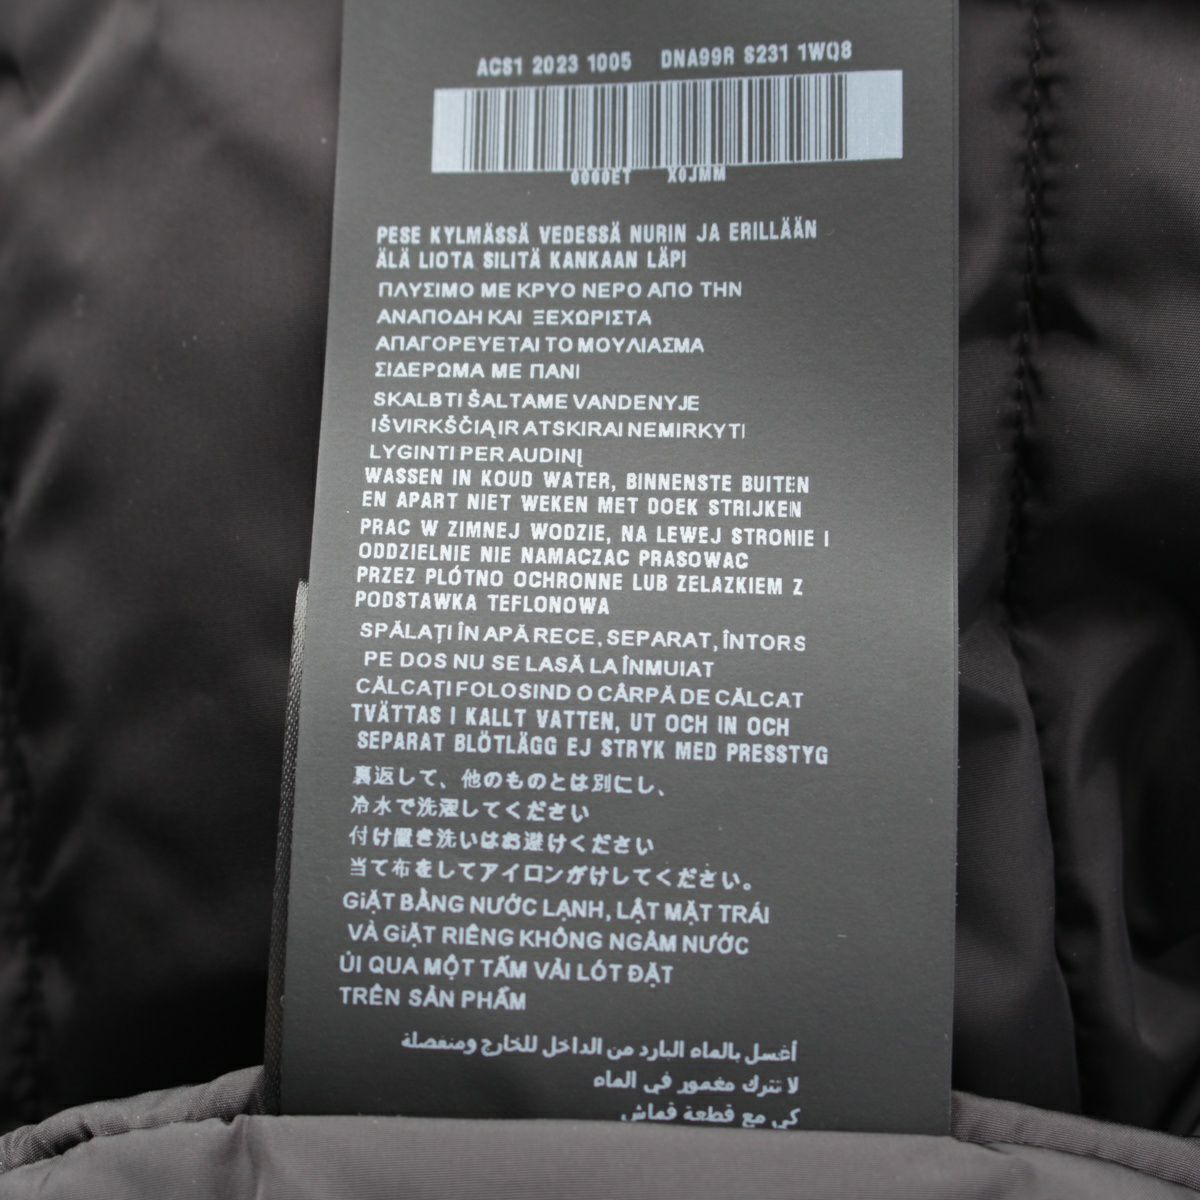 ACS1 2023 1005 DNA99R S231 1WQ8
0000ET X0JMM
PESE KYLMÄSSÄ VEDESSÄ NURIN JA ERILLÄÄN
ÄLÄ LIOTA SILITÄ KANKAAN LÄPI
ΠΛΥΣΙΜΟ ΜΕ ΚΡΥΟ ΝΕΡΟ ΑΠΟ ΤΗΝ
ΑΝΑΠΟΔΗ ΚΑΙ ΞΕΧΩΡΙΣΤΑ
ΑΠΑΓΟΡΕΥΕΤΑΙ ΤΟ ΜΟΥΛΙΑΣΜΑ
ΣΙΔΕΡΩΜΑ ΜΕ ΠΑΝΙ
SKALBTI ŠALTAME VANDENYJE
IŠVIRKŠČIĄ IR ATSKIRAI NEMIRKYTI
LYGINTI PER AUDINĮ
WASSEN IN KOUD WATER, BINNENSTE BUITEN
EN APART NIET WEKEN MET DOEK STRIJKEN
PRAC W ZIMNEJ WODZIE, NA LEWEJ STRONIE I
ODDZIELNIE NIE NAMACZAC PRASOWAC
PRZEZ PLÓTNO OCHRONNE LUB ZELAZKIEM Z
PODSTAWKA TEFLONOWA
SPĂLAȚI ÎN APĂ RECE, SEPARAT, ÎNTORS
PE DOS NU SE LASĂ LA ÎNMUIAT
CĂLCAȚI FOLOSIND O CÂRPĂ DE CĂLCAT
TVÄTTAS I KALLT VATTEN, UT OCH IN OCH
SEPARAT BLÖTLÄGG EJ STRYK MED PRESSTYG
裏返して、他のものとは別にし、
冷水で洗濯してください
付け置き洗いはお避けください
当て布をしてアイロンがけしてください。
GIẶT BẰNG NƯỚC LẠNH, LẬT MẶT TRÁI
VÀ GIẶT RIÊNG KHÔNG NGÂM NƯỚC
ỦI QUA MỘT TẤM VẢI LÓT ĐẶT
TRÊN SẢN PHẨM
أغسل بالماء البارد من الداخل للخارج ومنفصلة
لا تترك مغمور في الماء
كي مع قطعة قماش